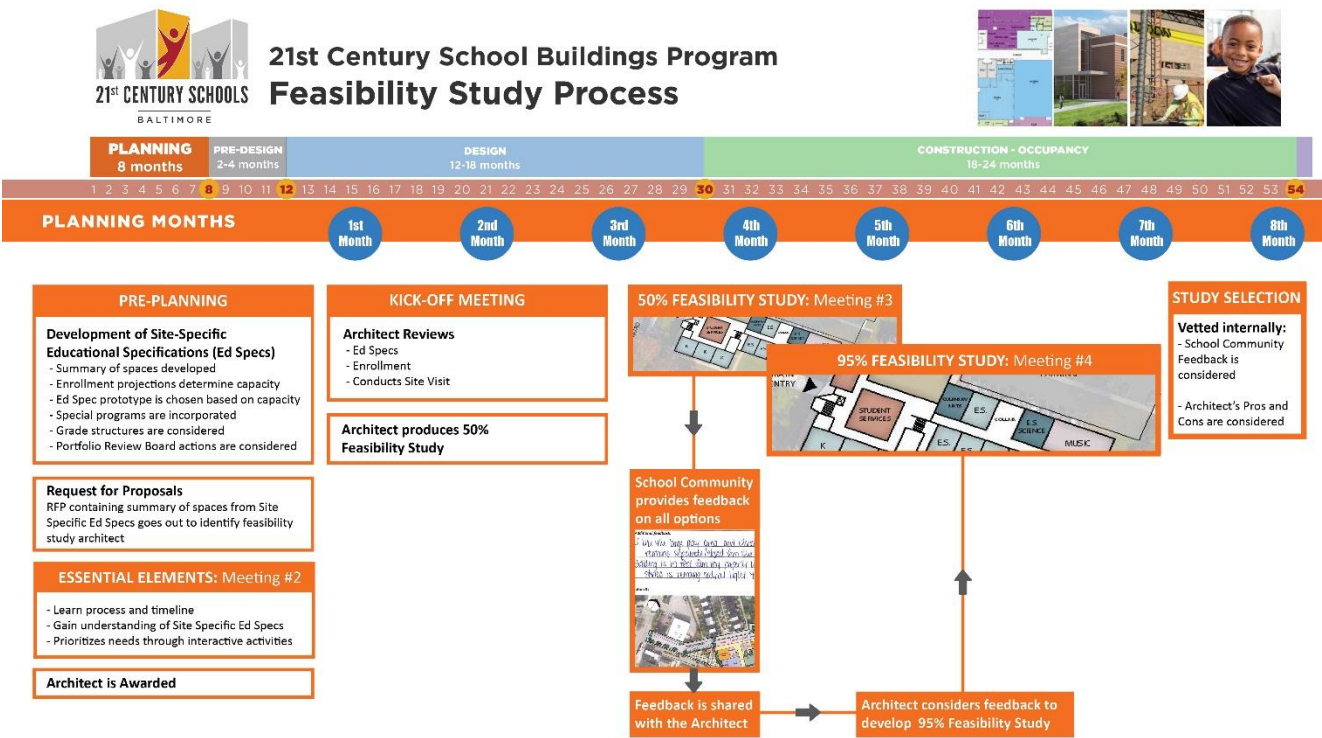 21st CENTURY SCHOOLS
BALTIMORE
21st Century School Buildings Program
Feasibility Study Process
PLANNING
8 months
PRE-DESIGN
2-4 months
DESIGN
12-18 months
CONSTRUCTION - OCCUPANCY
18-24 months
1 2 3 4 5 6 7 8 9 10 11 12 13 14 15 16 17 18 19 20 21 22 23 24 25 26 27 28 29 30 31 32 33 34 35 36 37 38 39 40 41 42 43 44 45 46 47 48 49 50 51 52 53 54
PLANNING MONTHS
1st
Month
2nd
Month
3rd
Month
4th
Month
5th
Month
6th
Month
7th
Month
8th
Month
PRE-PLANNING
Development of Site-Specific
Educational Specifications (Ed Specs)
- Summary of spaces developed
- Enrollment projections determine capacity
- Ed Spec prototype is chosen based on capacity
- Special programs are incorporated
- Grade structures are considered
- Portfolio Review Board actions are considered
Request for Proposals
RFP containing summary of spaces from Site
Specific Ed Specs goes out to identify feasibility
study architect
ESSENTIAL ELEMENTS: Meeting #2
- Learn process and timeline
- Gain understanding of Site Specific Ed Specs
- Prioritizes needs through interactive activities
Architect is Awarded
KICK-OFF MEETING
Architect Reviews
- Ed Specs
- Enrollment
- Conducts Site Visit
Architect produces 50%
Feasibility Study
50% FEASIBILITY STUDY: Meeting #3
School Community
provides feedback
on all options
Feedback is shared
with the Architect
Architect considers feedback to
develop 95% Feasibility Study
95% FEASIBILITY STUDY: Meeting #4
NTRY
STUDENT
SERVICES
CULINARY
ARTS
E.S.
COLLAB.
E.S.
SCIENCE
MUSIC
K
E.S.
E.S.
STUDY SELECTION
Vetted internally:
- School Community
Feedback is
considered
- Architect's Pros and
Cons are considered